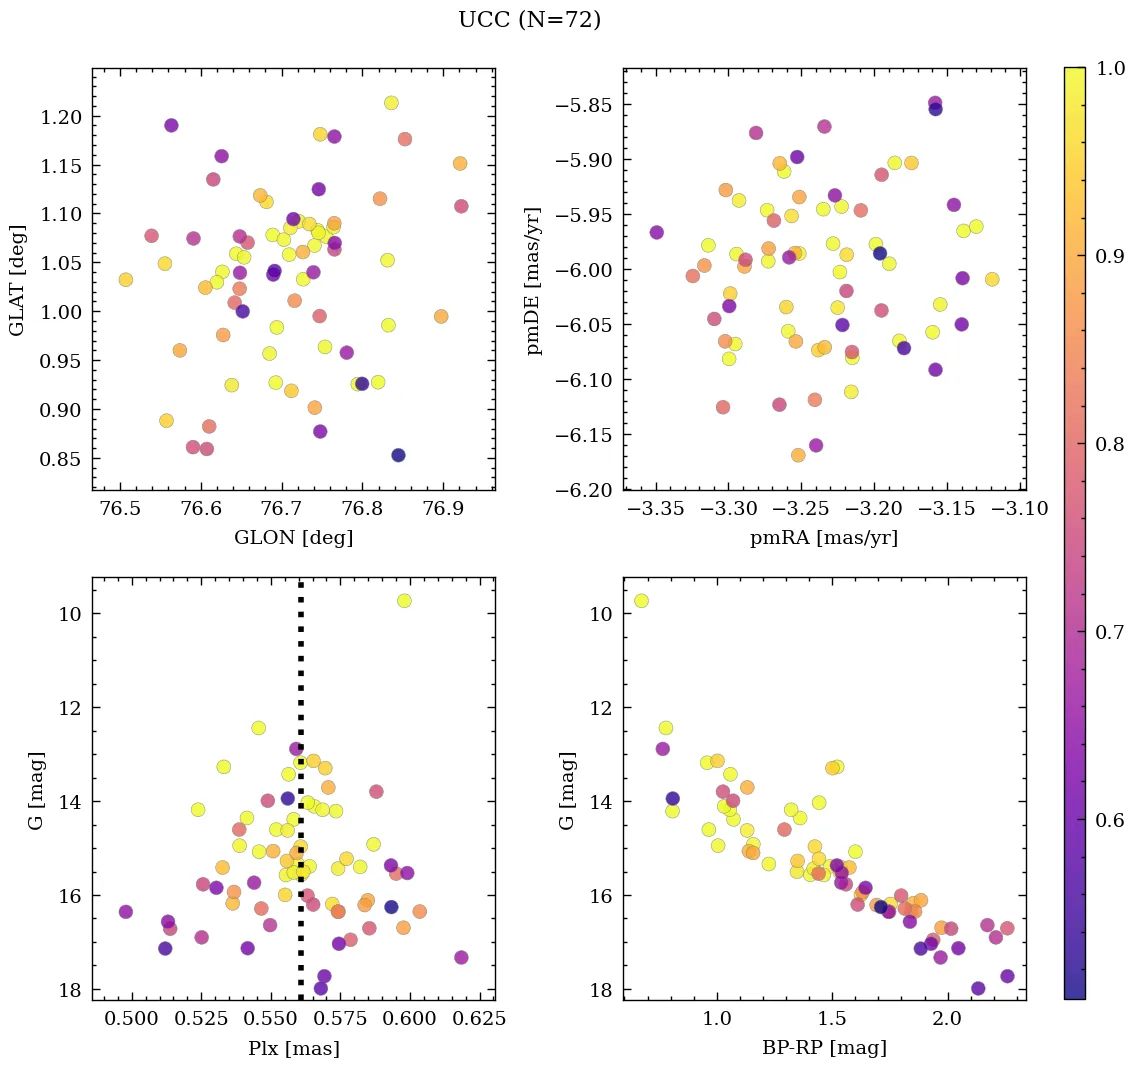 UCC (N=72)
1.20
1.15
1.10
1.05
1.00
0.95
0.90
0.85
GLAT [deg]
76.5 76.6 76.7 76.8 76.9
GLON [deg]
−5.85
−5.90
−5.95
−6.00
−6.05
−6.10
−6.15
−6.20
pmDE [mas/yr]
−3.35 −3.30 −3.25 −3.20 −3.15 −3.10
pmRA [mas/yr]
10
12
14
16
18
G [mag]
0.500 0.525 0.550 0.575 0.600 0.625
Plx [mas]
10
12
14
16
18
G [mag]
1.0 1.5 2.0
BP-RP [mag]
1.0
0.9
0.8
0.7
0.6